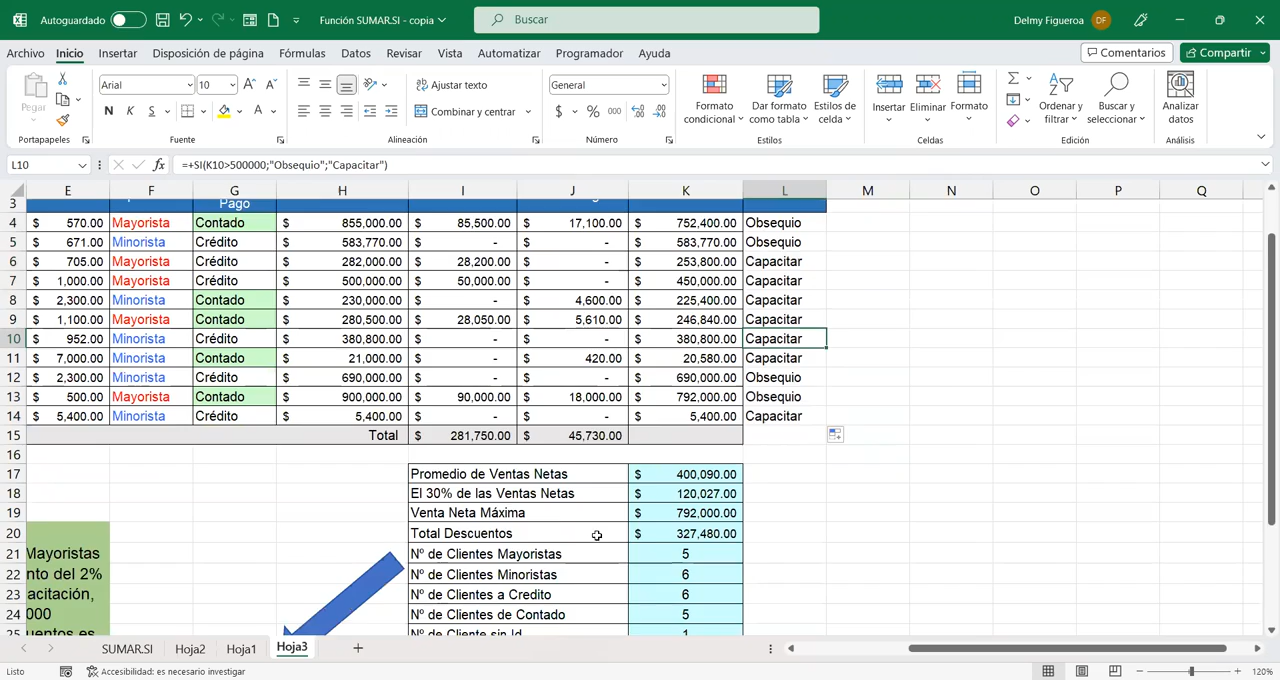 Autoguardado
Función SUMAR.SI - copia
Buscar
Delmy Figueroa DF
Archivo Inicio Insertar Disposición de página Fórmulas Datos Revisar Vista Automatizar Programador Ayuda
Comentarios Compartir
Pegar
Portapapeles
Arial 10
N K S
Fuente
Ajustar texto
Combinar y centrar
Alineación
General
$ % 000
Número
Formato condicional
Dar formato como tabla
Estilos de celda
Estilos
Insertar Eliminar Formato
Celdas
Ordenar y filtrar
Buscar y seleccionar
Edición
Analizar datos
Análisis
L10 fx =+SI(K10>500000;"Obsequio";"Capacitar")
E F G H I J K L M N O P Q
3 Pago
4 $ 570.00 Mayorista Contado $ 855,000.00 $ 85,500.00 $ 17,100.00 $ 752,400.00 Obsequio
5 $ 671.00 Minorista Crédito $ 583,770.00 $ - $ - $ 583,770.00 Obsequio
6 $ 705.00 Mayorista Crédito $ 282,000.00 $ 28,200.00 $ - $ 253,800.00 Capacitar
7 $ 1,000.00 Mayorista Crédito $ 500,000.00 $ 50,000.00 $ - $ 450,000.00 Capacitar
8 $ 2,300.00 Minorista Contado $ 230,000.00 $ - $ 4,600.00 $ 225,400.00 Capacitar
9 $ 1,100.00 Mayorista Contado $ 280,500.00 $ 28,050.00 $ 5,610.00 $ 246,840.00 Capacitar
10 $ 952.00 Minorista Crédito $ 380,800.00 $ - $ - $ 380,800.00 Capacitar
11 $ 7,000.00 Minorista Contado $ 21,000.00 $ - $ 420.00 $ 20,580.00 Capacitar
12 $ 2,300.00 Minorista Crédito $ 690,000.00 $ - $ - $ 690,000.00 Obsequio
13 $ 500.00 Mayorista Contado $ 900,000.00 $ 90,000.00 $ 18,000.00 $ 792,000.00 Obsequio
14 $ 5,400.00 Minorista Crédito $ 5,400.00 $ - $ - $ 5,400.00 Capacitar
15 Total $ 281,750.00 $ 45,730.00
16
17 Promedio de Ventas Netas $ 400,090.00
18 El 30% de las Ventas Netas $ 120,027.00
19 Venta Neta Máxima $ 792,000.00
20 Total Descuentos $ 327,480.00
21 Mayoristas Nº de Clientes Mayoristas 5
22 nto del 2% Nº de Clientes Minoristas 6
23 acitación, Nº de Clientes a Credito 6
24 000 Nº de Clientes de Contado 5
25 uentos es Nº de Cliente sin Id 1
SUMAR.SI Hoja2 Hoja1 Hoja3
Listo Accesibilidad: es necesario investigar 120%